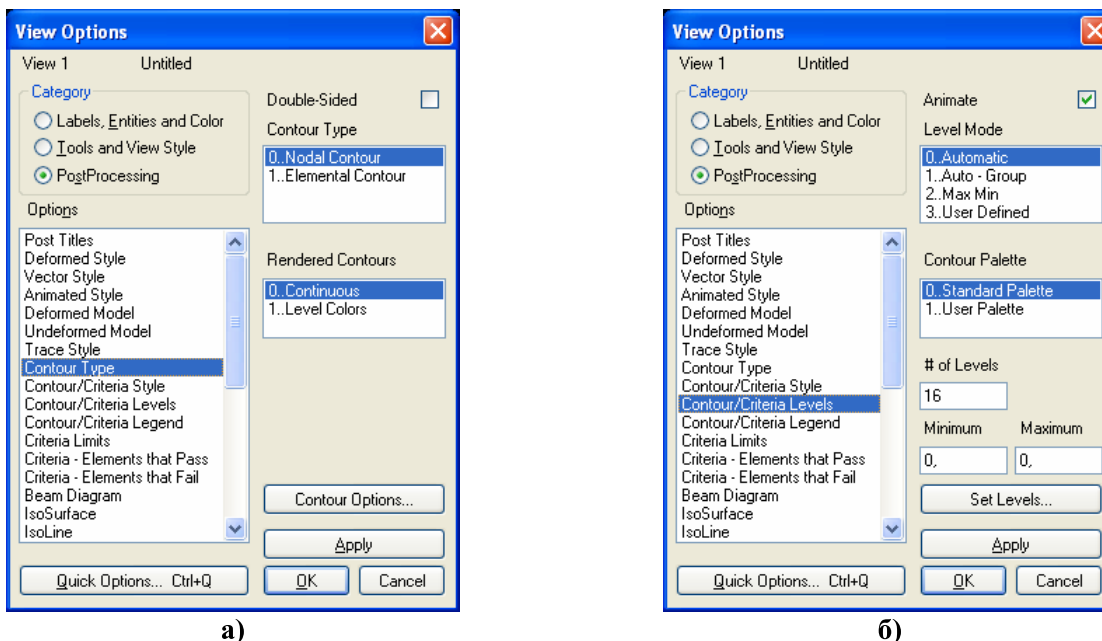 View Options
View 1 Untitled
Category
Labels, Entities and Color
Tools and View Style
PostProcessing
Options
Post Titles
Deformed Style
Vector Style
Animated Style
Deformed Model
Undeformed Model
Trace Style
Contour Type
Contour/Criteria Style
Contour/Criteria Levels
Contour/Criteria Legend
Criteria Limits
Criteria - Elements that Pass
Criteria - Elements that Fail
Beam Diagram
IsoSurface
IsoLine
Quick Options... Ctrl+Q
Double-Sided
Contour Type
0..Nodal Contour
1..Elemental Contour
Rendered Contours
0..Continuous
1..Level Colors
Contour Options...
Apply
OK Cancel
а)
View Options
View 1 Untitled
Category
Labels, Entities and Color
Tools and View Style
PostProcessing
Options
Post Titles
Deformed Style
Vector Style
Animated Style
Deformed Model
Undeformed Model
Trace Style
Contour Type
Contour/Criteria Style
Contour/Criteria Levels
Contour/Criteria Legend
Criteria Limits
Criteria - Elements that Pass
Criteria - Elements that Fail
Beam Diagram
IsoSurface
IsoLine
Quick Options... Ctrl+Q
Animate
Level Mode
0..Automatic
1..Auto - Group
2..Max Min
3..User Defined
Contour Palette
0..Standard Palette
1..User Palette
# of Levels
16
Minimum Maximum
0, 0,
Set Levels...
Apply
OK Cancel
б)